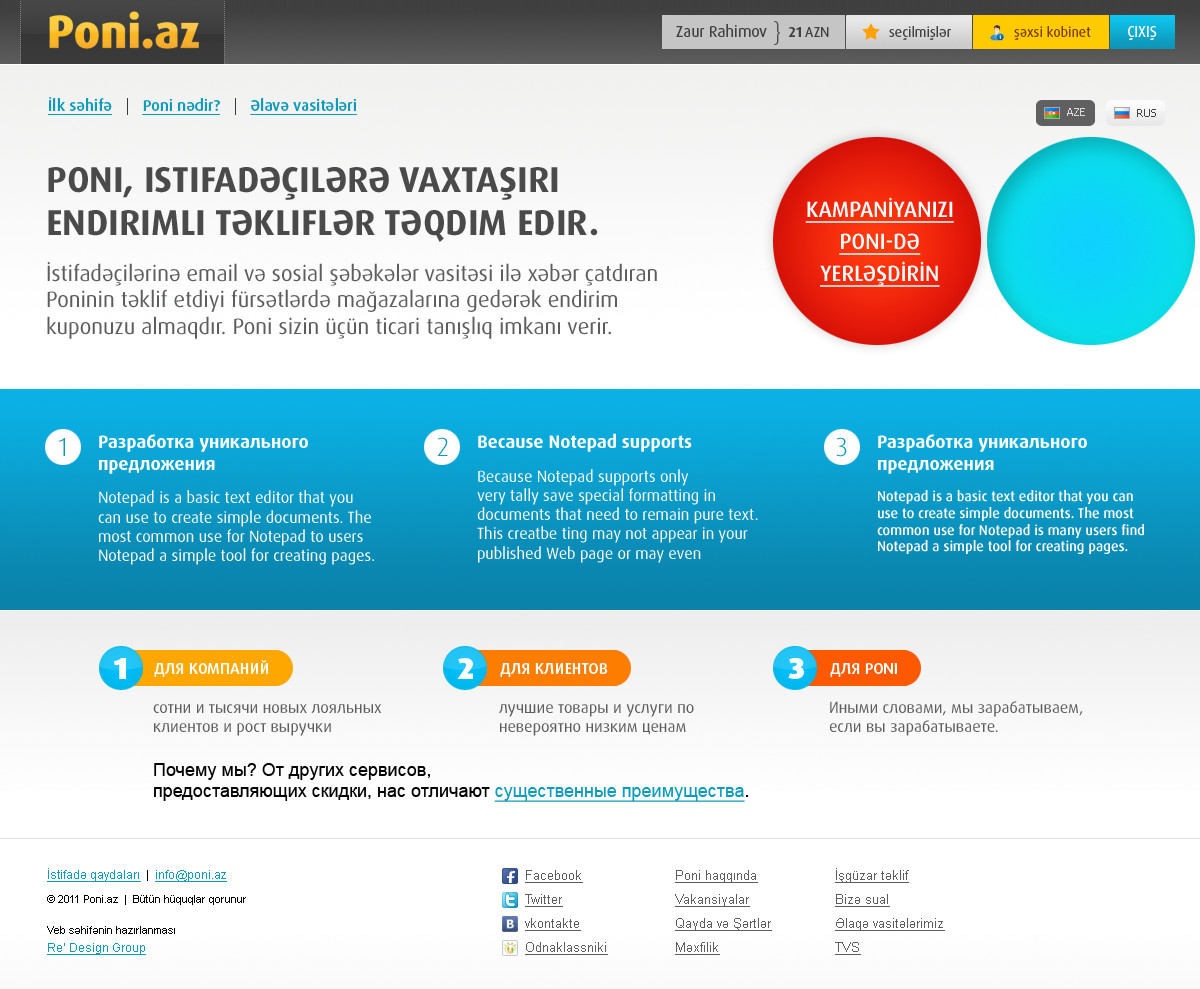 Poni.az
Zaur Rahimov } 21 AZN
seçilmişlər
şəxsi kobinet
ÇIXIŞ
İlk səhifə | Poni nədir? | Əlavə vasitələri
AZE
RUS
PONI, ISTIFADƏÇILƏRƏ VAXTAŞIRI
ENDIRIMLI TƏKLIFLƏR TƏQDIM EDIR.
İstifadəçilərinə email və sosial şəbəkələr vasitəsi ilə xəbər çatdıran
Poninin təklif etdiyi fürsətlərdə mağazalarına gedərək endirim
kuponuzu almaqdır. Poni sizin üçün ticari tanışlıq imkanı verir.
KAMPANİYANIZI
PONI-DƏ
YERLƏŞDİRİN
1
Разработка уникального
предложения
Notepad is a basic text editor that you
can use to create simple documents. The
most common use for Notepad to users
Notepad a simple tool for creating pages.
2
Because Notepad supports
Because Notepad supports only
very tally save special formatting in
documents that need to remain pure text.
This creatbe ting may not appear in your
published Web page or may even
3
Разработка уникального
предложения
Notepad is a basic text editor that you can
use to create simple documents. The most
common use for Notepad is many users find
Notepad a simple tool for creating pages.
1 ДЛЯ КОМПАНИЙ
сотни и тысячи новых лояльных
клиентов и рост выручки
2 ДЛЯ КЛИЕНТОВ
лучшие товары и услуги по
невероятно низким ценам
3 ДЛЯ PONI
Иными словами, мы зарабатываем,
если вы зарабатываете.
Почему мы? От других сервисов,
предоставляющих скидки, нас отличают существенные преимущества.
İstifadə qaydaları | info@poni.az
© 2011 Poni.az | Bütün hüquqlar qorunur
Veb səhifənin hazırlanması
Re' Design Group
Facebook
Twitter
vkontakte
Odnaklassniki
Poni haqqında
Vakansiyalar
Qayda və Şərtlər
Məxfilik
İşgüzar təklif
Bizə sual
Əlaqə vasitələrimiz
TVS